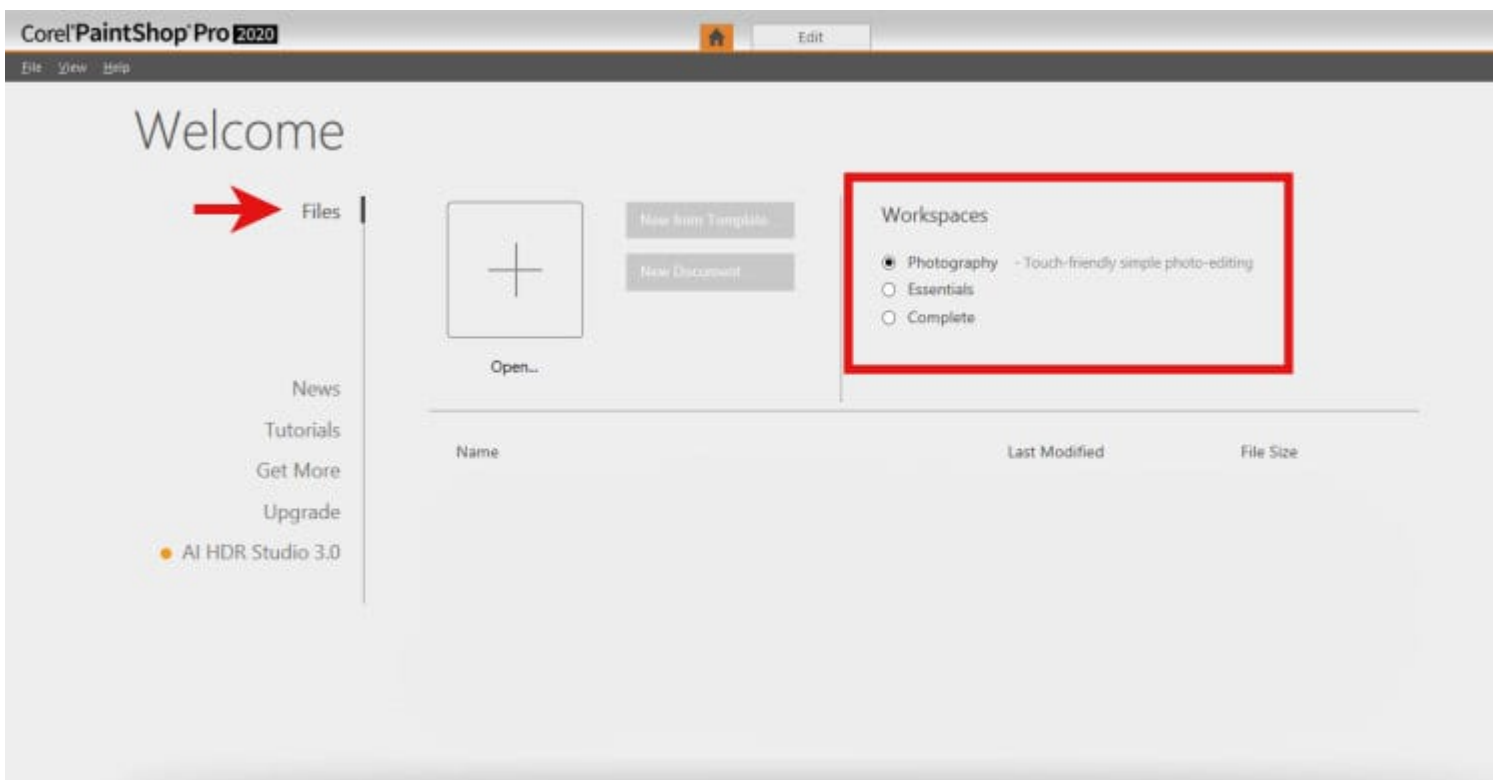 Corel®PaintShop®Pro 2020
Edit
File View Help
Welcome
Files
New from Template
New Document
Open...
Workspaces
Photography - Touch-friendly simple photo-editing
Essentials
Complete
News
Tutorials
Get More
Upgrade
AI HDR Studio 3.0
Name Last Modified File Size